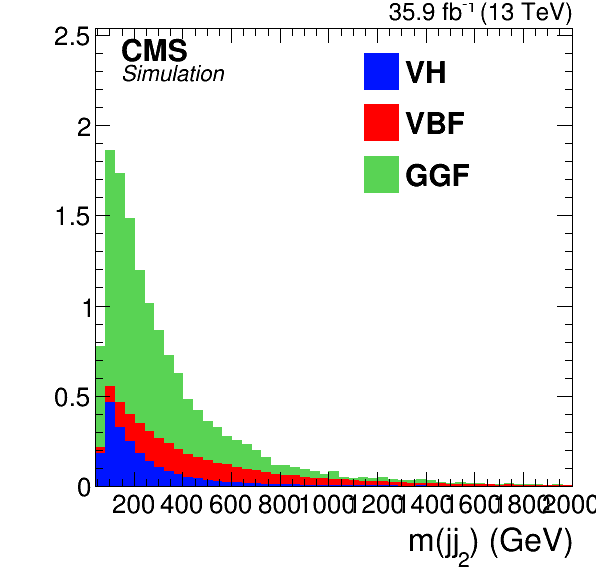 35.9 fb⁻¹ (13 TeV)
CMS
Simulation
VH
VBF
GGF
2.5
2
1.5
1
0.5
0
200 400 600 800 1000 1200 1400 1600 1800 2000
m(jj₂) (GeV)